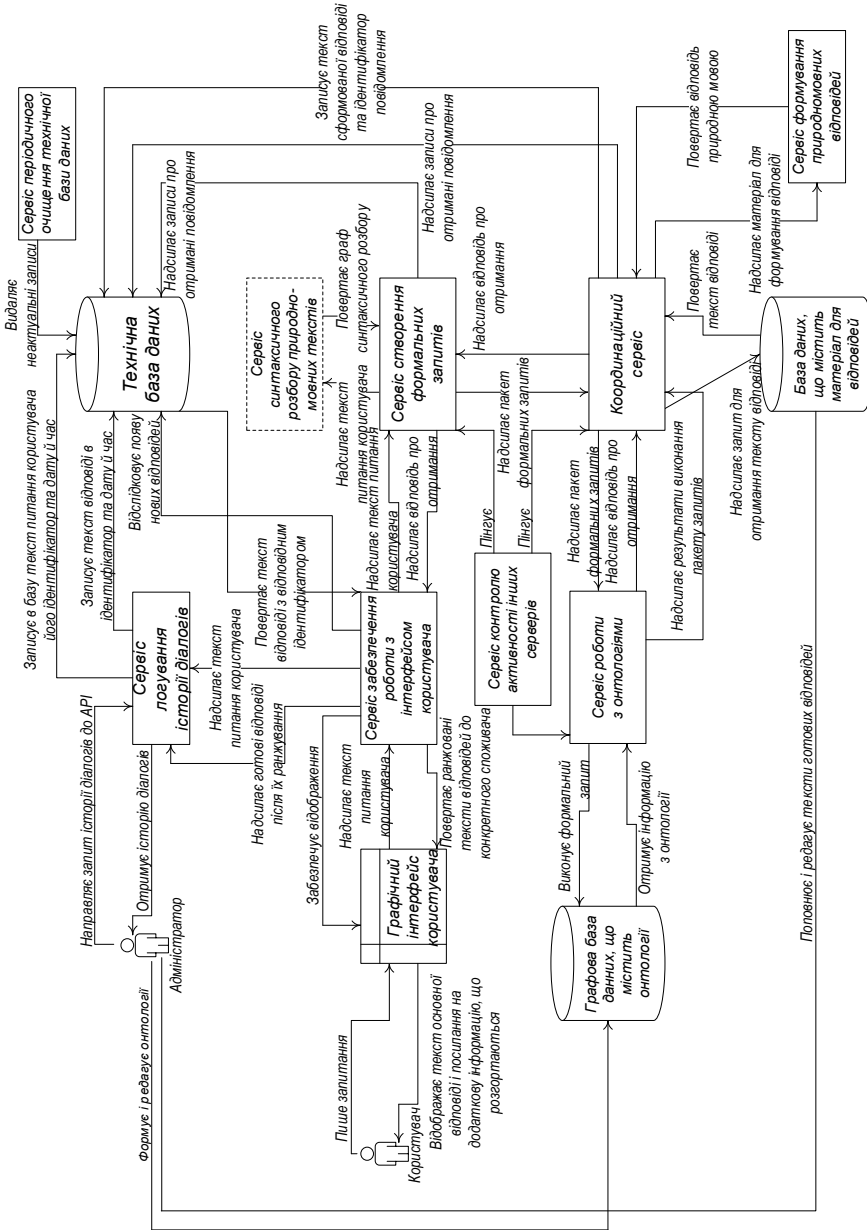 Сервіс періодичного
очищення технічної
бази даних
Видаляє
неактуальні записи
Записує в базу текст питання користувача
його ідентифікатор та дату й час
Записує текст відповіді в
ідентифікатор та дату й час
Відслідковує появу
нових відповідей
Технічна
база даних
Надсилає записи про
отримані повідомлення
Надсилає записи про
отримані повідомлення
Записує текст
сформованої відповіді
та ідентифікатор
повідомлення
Направляє запит історії діалогів до API
Отримує історію діалогів
Адміністратор
Формує і редагує онтології
Сервіс
логування
історії діалогів
Надсилає текст
питання користувача
Повертає текст
відповіді з відповідним
ідентифікатором
Надсилає готові відповіді
після їх ранжування
Забезпечує відображення
Сервіс
синтаксичного
розбору природно-
мовних текстів
Надсилає текст
питання користувача
Повертає граф
синтаксичного розбору
Надсилає текст питання
користувача
Надсилає відповідь про
отримання
Сервіс створення
формальних
запитів
Надсилає відповідь про
отримання
Надсилає пакет
формальних запитів
Сервіс забезпечення
роботи з
інтерфейсом
користувача
Надсилає текст
питання
користувача
Повертає ранжовані
тексти відповідей до
конкретного споживача
Графічний
інтерфейс
користувача
Пише запитання
Користувач
Відображає текст основної
відповіді і посилання на
додаткову інформацію, що
розгортаються
Пінгує
Пінгує
Сервіс контролю
активності інших
серверів
Координаційний
сервіс
Повертає відповідь
природною мовою
Сервіс формування
природномовних
відповідей
Надсилає матеріал для
формування відповіді
Повертає
текст відповіді
Надсилає запит для
отримання тексту відповіді
База даних,
що містить
матеріал для
відповідей
Надсилає пакет
формальних запитів
Надсилає відповідь про
отримання
Надсилає результати виконання
пакету запитів
Сервіс роботи
з онтологіями
Виконує формальний
запит
Отримує інформацію
з онтології
Графова база
данних, що
містить
онтології
Поповнює і редагує тексти готових відповідей